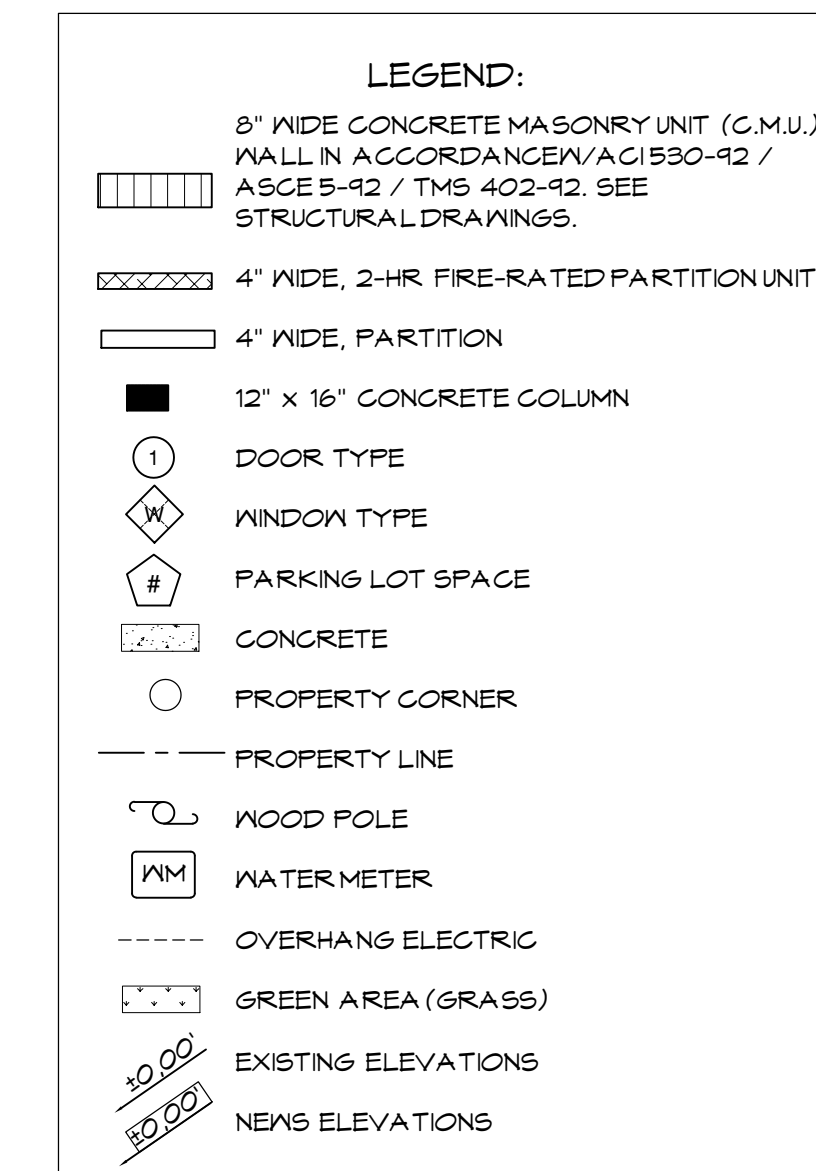 LEGEND:
8" WIDE CONCRETE MASONRY UNIT (C.M.U.)
WALL IN ACCORDANCEW/ACI 530-92 /
ASCE 5-92 / TMS 402-92. SEE
STRUCTURAL DRAWINGS.
4" WIDE, 2-HR FIRE-RATED PARTITION UNIT
4" WIDE, PARTITION
12" x 16" CONCRETE COLUMN
1 DOOR TYPE
W WINDOW TYPE
# PARKING LOT SPACE
CONCRETE
PROPERTY CORNER
PROPERTY LINE
WOOD POLE
WM WATER METER
OVERHANG ELECTRIC
GREEN AREA (GRASS)
±0,00' EXISTING ELEVATIONS
±0,00' NEWS ELEVATIONS